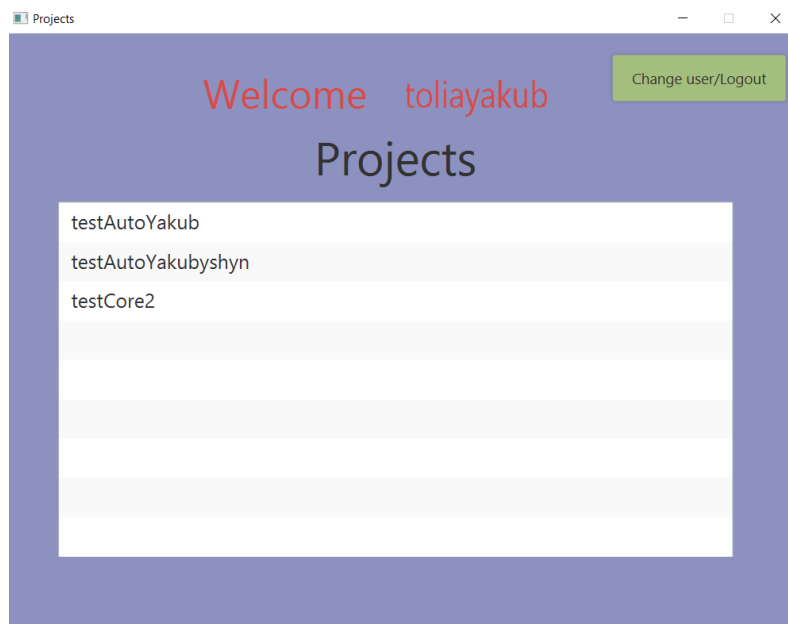 Projects
Change user/Logout
Welcome toliayakub
Projects
testAutoYakub
testAutoYakubyshyn
testCore2